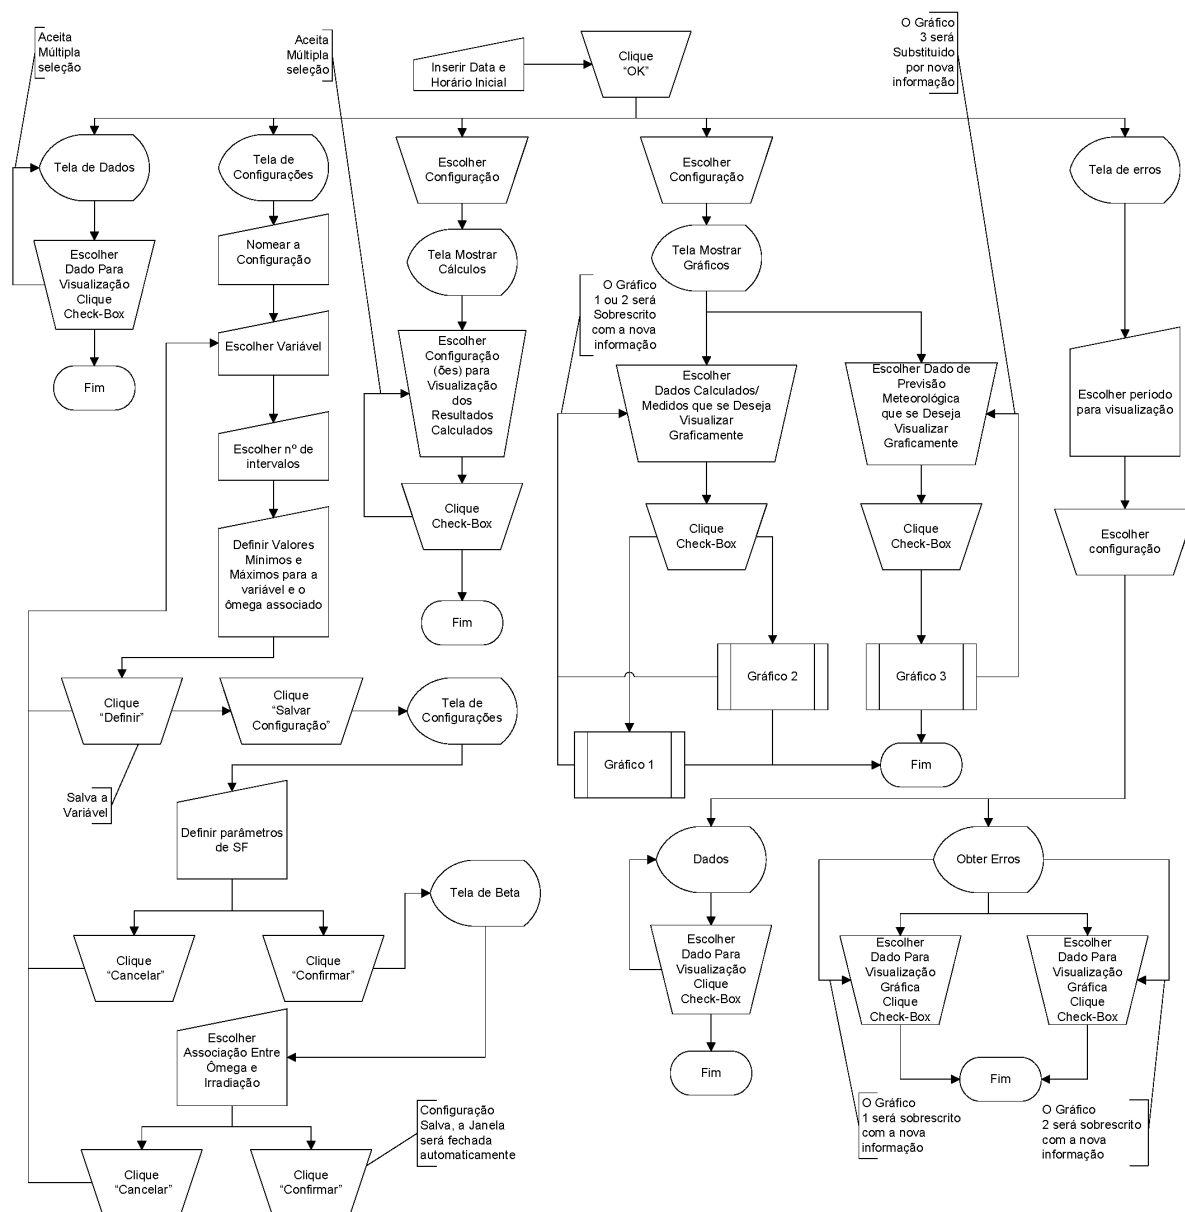 Aceita
Múltipla
seleção
Aceita
Múltipla
seleção
Inserir Data e
Horário Inicial
Clique
“OK”
O Gráfico
3 será
Substituido
por nova
informação
Tela de Dados
Tela de
Configurações
Escolher
Configuração
Escolher
Configuração
Tela de erros
Escolher
Dado Para
Visualização
Clique
Check-Box
Fim
Nomear a
Configuração
Escolher Variável
Escolher nº de
intervalos
Definir Valores
Mínimos e
Máximos para a
variável e o
ômega associado
Tela Mostrar
Cálculos
Escolher
Configuração
(ões) para
Visualização
dos
Resultados
Calculados
Clique
Check-Box
Fim
Tela Mostrar
Gráficos
O Gráfico
1 ou 2 será
Sobrescrito
com a nova
informação
Escolher
Dados Calculados/
Medidos que se Deseja
Visualizar
Graficamente
Escolher Dado de
Previsão
Meteorológica
que se Deseja
Visualizar
Graficamente
Clique
Check-Box
Clique
Check-Box
Gráfico 2
Gráfico 3
Gráfico 1
Fim
Escolher período
para visualização
Escolher
configuração
Clique
“Definir”
Clique
“Salvar
Configuração”
Tela de
Configurações
Salva a
Variável
Definir parâmetros
de SF
Clique
“Cancelar”
Clique
“Confirmar”
Tela de Beta
Escolher
Associação Entre
Ômega e
Irradiação
Clique
“Cancelar”
Clique
“Confirmar”
Configuração
Salva, a Janela
será fechada
automaticamente
Dados
Escolher
Dado Para
Visualização
Clique
Check-Box
Fim
Obter Erros
Escolher
Dado Para
Visualização
Gráfica
Clique
Check-Box
Escolher
Dado Para
Visualização
Gráfica
Clique
Check-Box
Fim
O Gráfico
1 será sobrescrito
com a nova
informação
O Gráfico
2 será sobrescrito
com a nova
informação